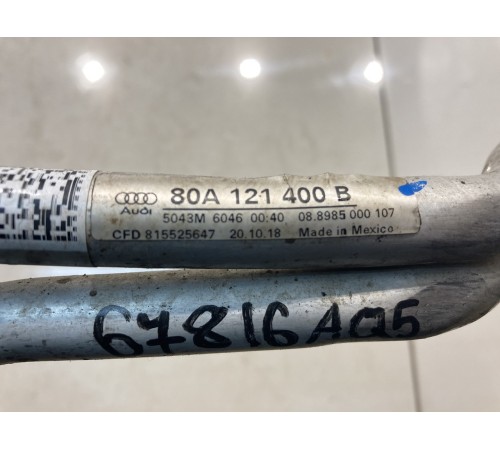 80A 121 400 B
Audi
5043M 6046 00:40 08.8985 000 107
CFD 815525647 20.10.18 Made in Mexico
67816AQ5